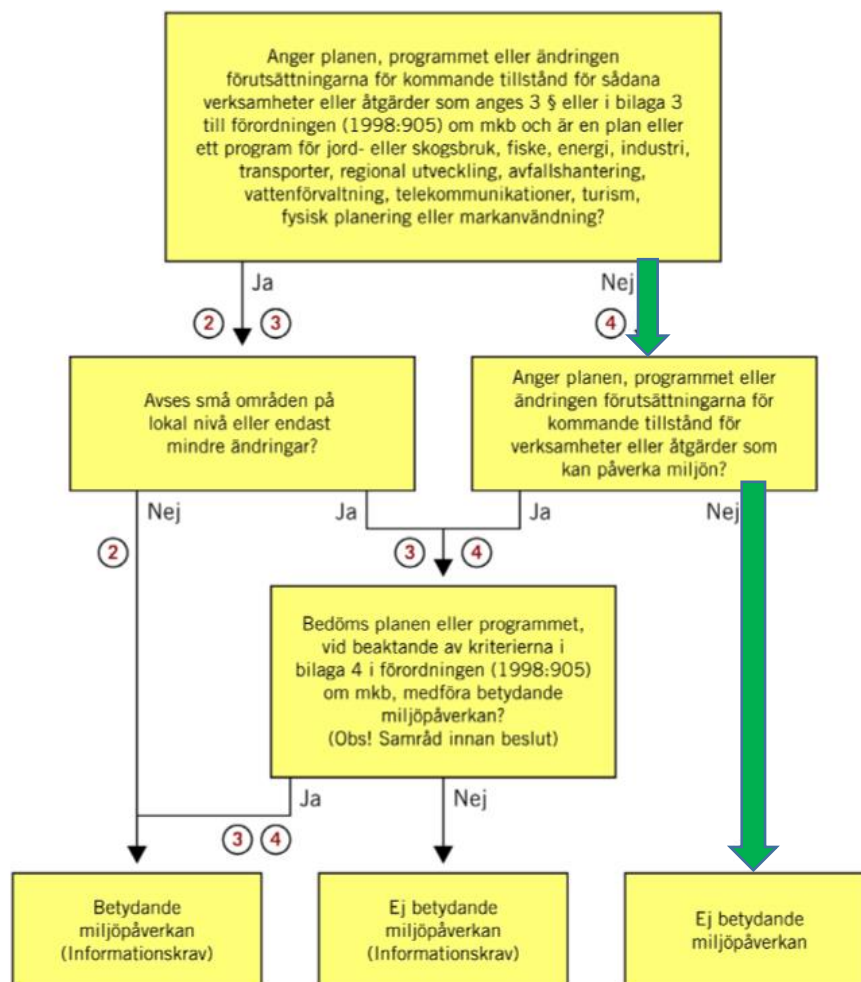 Anger planen, programmet eller ändringen
förutsättningarna för kommande tillstånd för sådana
verksamheter eller åtgärder som anges 3 § eller i bilaga 3
till förordningen (1998:905) om mkb och är en plan eller
ett program för jord- eller skogsbruk, fiske, energi, industri,
transporter, regional utveckling, avfallshantering,
vattenförvaltning, telekommunikationer, turism,
fysisk planering eller markanvändning?
Ja
Nej
2
3
4
Avses små områden på
lokal nivå eller endast
mindre ändringar?
Anger planen, programmet eller
ändringen förutsättningarna för
kommande tillstånd för
verksamheter eller åtgärder som
kan påverka miljön?
Nej
Ja
Ja
Nej
2
3
4
Bedöms planen eller programmet,
vid beaktande av kriterierna i
bilaga 4 i förordningen (1998:905)
om mkb, medföra betydande
miljöpåverkan?
(Obs! Samråd innan beslut)
Ja
Nej
3
4
Betydande
miljöpåverkan
(Informationskrav)
Ej betydande
miljöpåverkan
(Informationskrav)
Ej betydande
miljöpåverkan